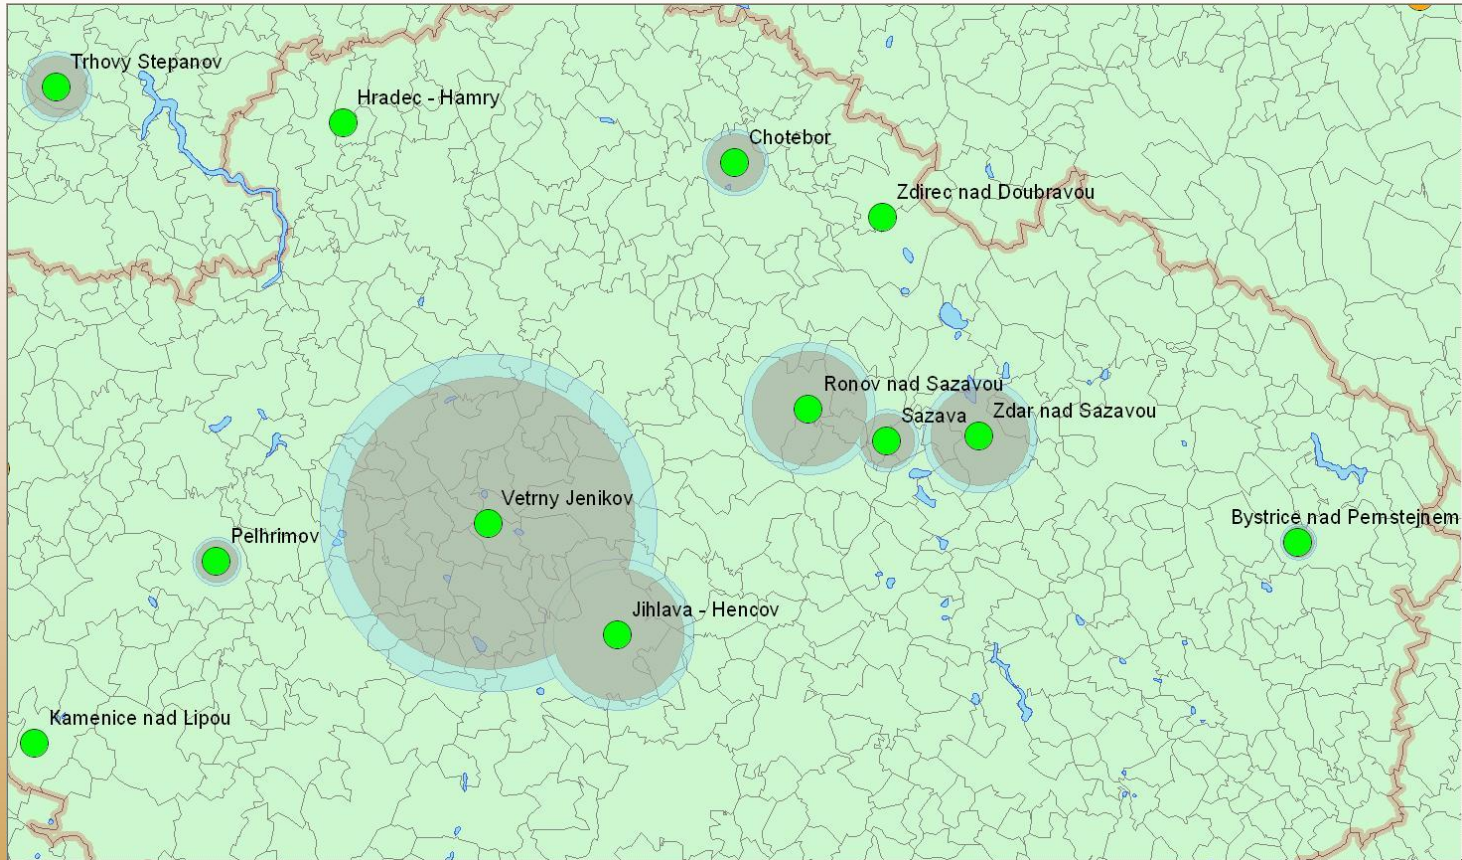 Trhovy Stepanov
Hradec - Hamry
Chotebor
Zdirec nad Doubravou
Ronov nad Sazavou
Sazava
Zdar nad Sazavou
Vetrny Jenikov
Bystrice nad Pernstejnem
Pelhrimov
Jihlava - Hencov
Kamenice nad Lipou